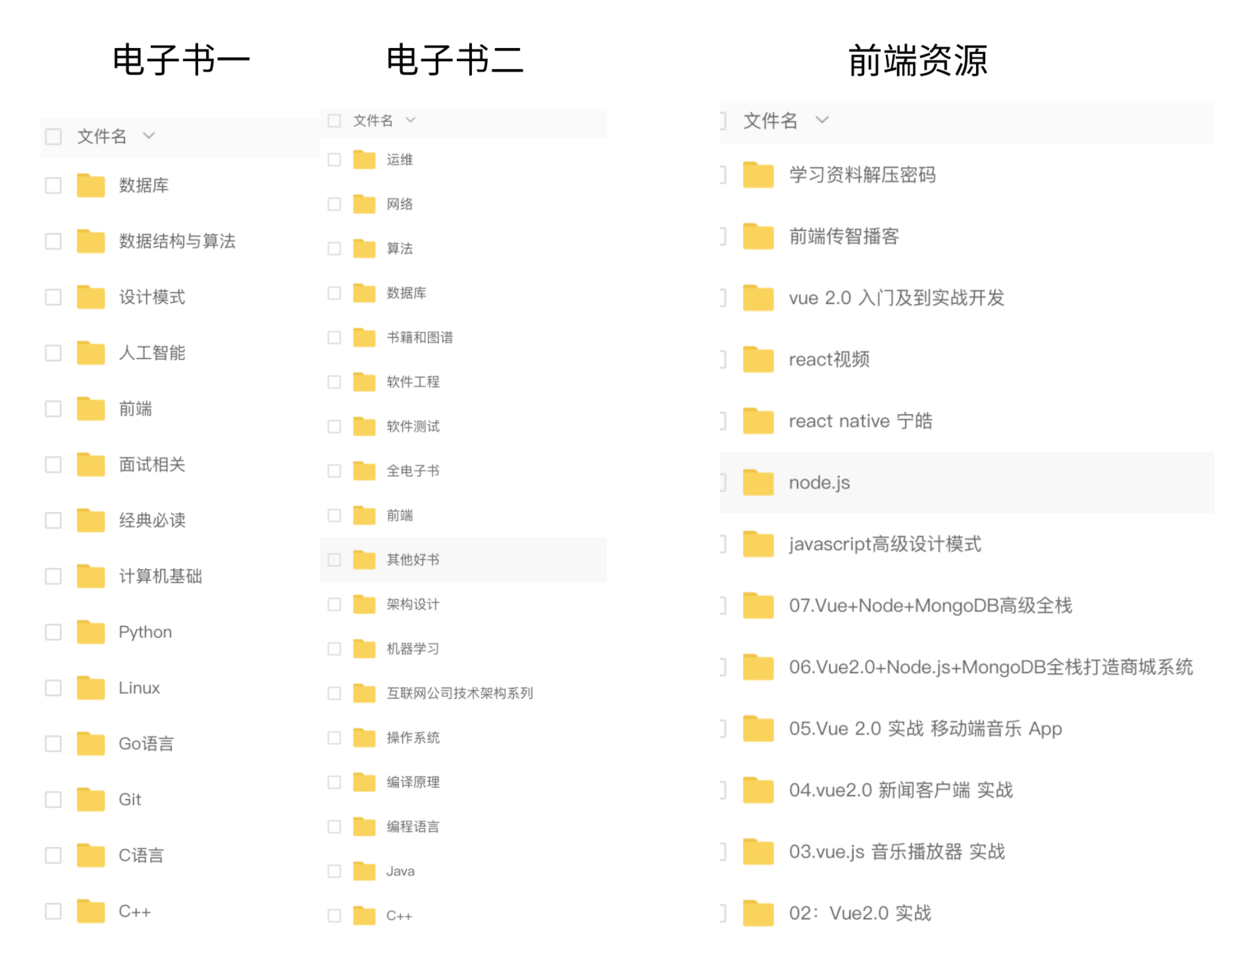 电子书一
文件名
数据库
数据结构与算法
设计模式
人工智能
前端
面试相关
经典必读
计算机基础
Python
Linux
Go语言
Git
C语言
C++
电子书二
文件名
运维
网络
算法
数据库
书籍和图谱
软件工程
软件测试
全电子书
前端
其他好书
架构设计
机器学习
互联网公司技术架构系列
操作系统
编译原理
编程语言
Java
C++
前端资源
文件名
学习资料解压密码
前端传智播客
vue 2.0 入门及到实战开发
react视频
react native 宁皓
node.js
javascript高级设计模式
07.Vue+Node+MongoDB高级全栈
06.Vue2.0+Node.js+MongoDB全栈打造商城系统
05.Vue 2.0 实战 移动端音乐 App
04.vue2.0 新闻客户端 实战
03.vue.js 音乐播放器 实战
02：Vue2.0 实战